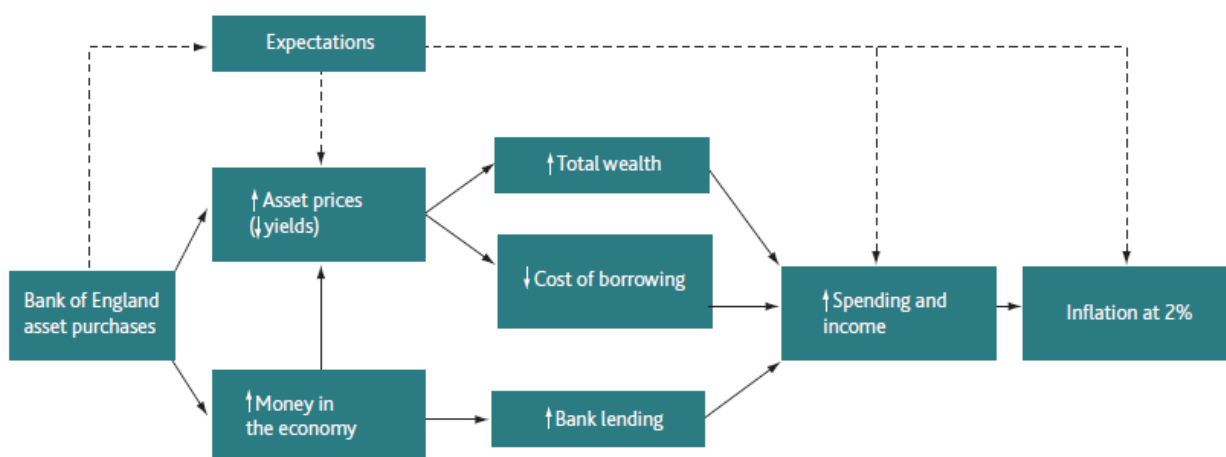 Expectations
↑Total wealth
↑Asset prices
(↓yields)
↓Cost of borrowing
Bank of England
asset purchases
↑Spending and
income
Inflation at 2%
↑Money in
the economy
↑Bank lending